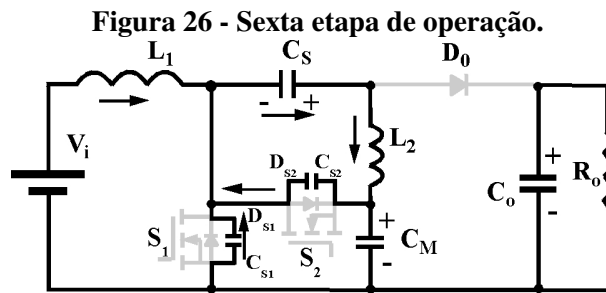 Figura 26 - Sexta etapa de operação.
L1
CS
D0
- +
Vi
L2
DS2 CS2
+
Co
-
Ro
S1
DS1
CS1
S2
+
CM
-